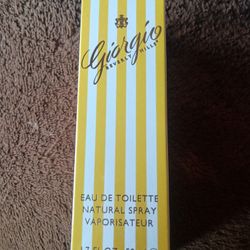 Giorgio
BEVERLY HILLS
EAU DE TOILETTE
NATURAL SPRAY
VAPORISATEUR